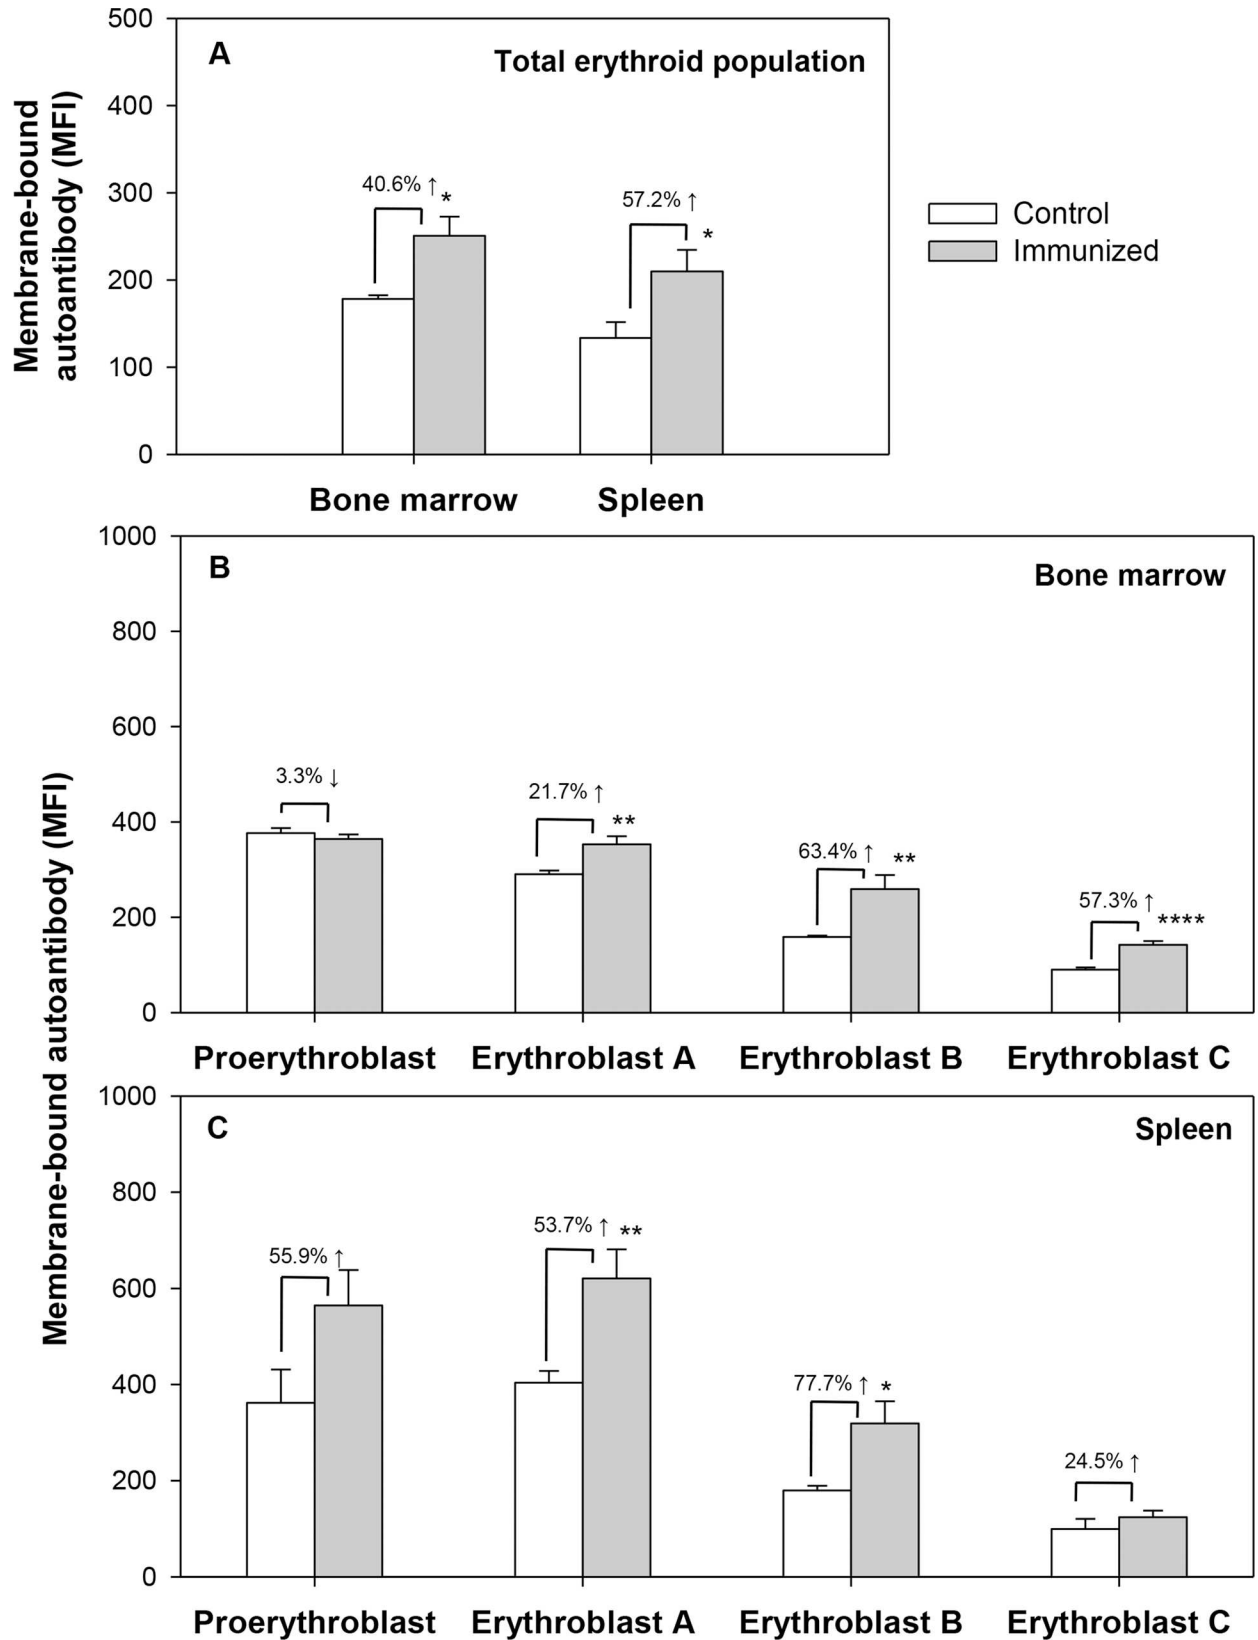 500
A
Total erythroid population
400
300
200
100
0
Membrane-bound
autoantibody (MFI)
40.6% ↑ *
57.2% ↑
*
Control
Immunized
Bone marrow
Spleen
1000
B
Bone marrow
800
600
400
200
0
3.3% ↓
21.7% ↑
**
63.4% ↑ **
57.3% ↑
****
Proerythroblast
Erythroblast A
Erythroblast B
Erythroblast C
Membrane-bound autoantibody (MFI)
1000
C
Spleen
800
600
400
200
0
55.9% ↑
53.7% ↑ **
77.7% ↑ *
24.5% ↑
Proerythroblast
Erythroblast A
Erythroblast B
Erythroblast C